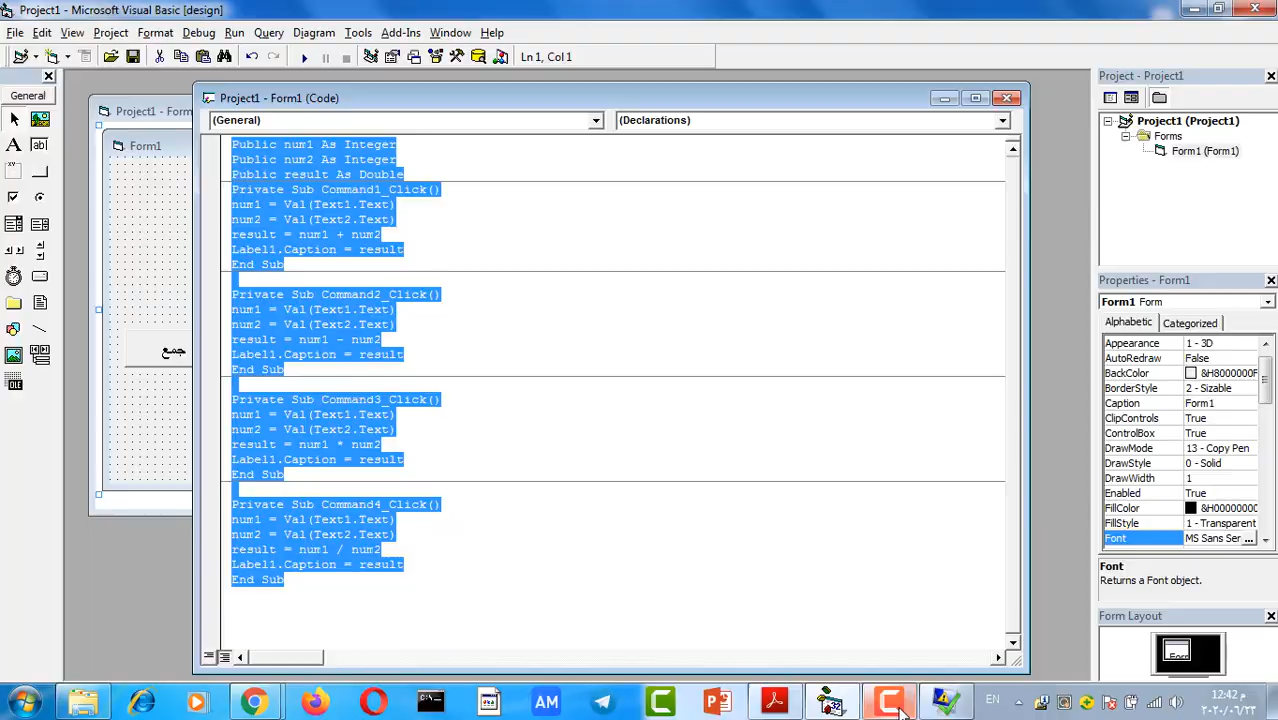 Project1 - Microsoft Visual Basic [design]
File Edit View Project Format Debug Run Query Diagram Tools Add-Ins Window Help
Ln 1, Col 1
General
Project1 - Form
Form1
جمع
Project1 - Form1 (Code)
(General) (Declarations)
Public num1 As Integer
Public num2 As Integer
Public result As Double
Private Sub Command1_Click()
num1 = Val(Text1.Text)
num2 = Val(Text2.Text)
result = num1 + num2
Label1.Caption = result
End Sub
Private Sub Command2_Click()
num1 = Val(Text1.Text)
num2 = Val(Text2.Text)
result = num1 - num2
Label1.Caption = result
End Sub
Private Sub Command3_Click()
num1 = Val(Text1.Text)
num2 = Val(Text2.Text)
result = num1 * num2
Label1.Caption = result
End Sub
Private Sub Command4_Click()
num1 = Val(Text1.Text)
num2 = Val(Text2.Text)
result = num1 / num2
Label1.Caption = result
End Sub
Project - Project1
Project1 (Project1)
Forms
Form1 (Form1)
Properties - Form1
Form1 Form
Alphabetic Categorized
Appearance 1 - 3D
AutoRedraw False
BackColor &H8000000F
BorderStyle 2 - Sizable
Caption Form1
ClipControls True
ControlBox True
DrawMode 13 - Copy Pen
DrawStyle 0 - Solid
DrawWidth 1
Enabled True
FillColor &H00000000
FillStyle 1 - Transparent
Font MS Sans Ser ...
Font
Returns a Font object.
Form Layout
AM
EN
12:42 م
٢٠٢٠/٠٦/٢٣